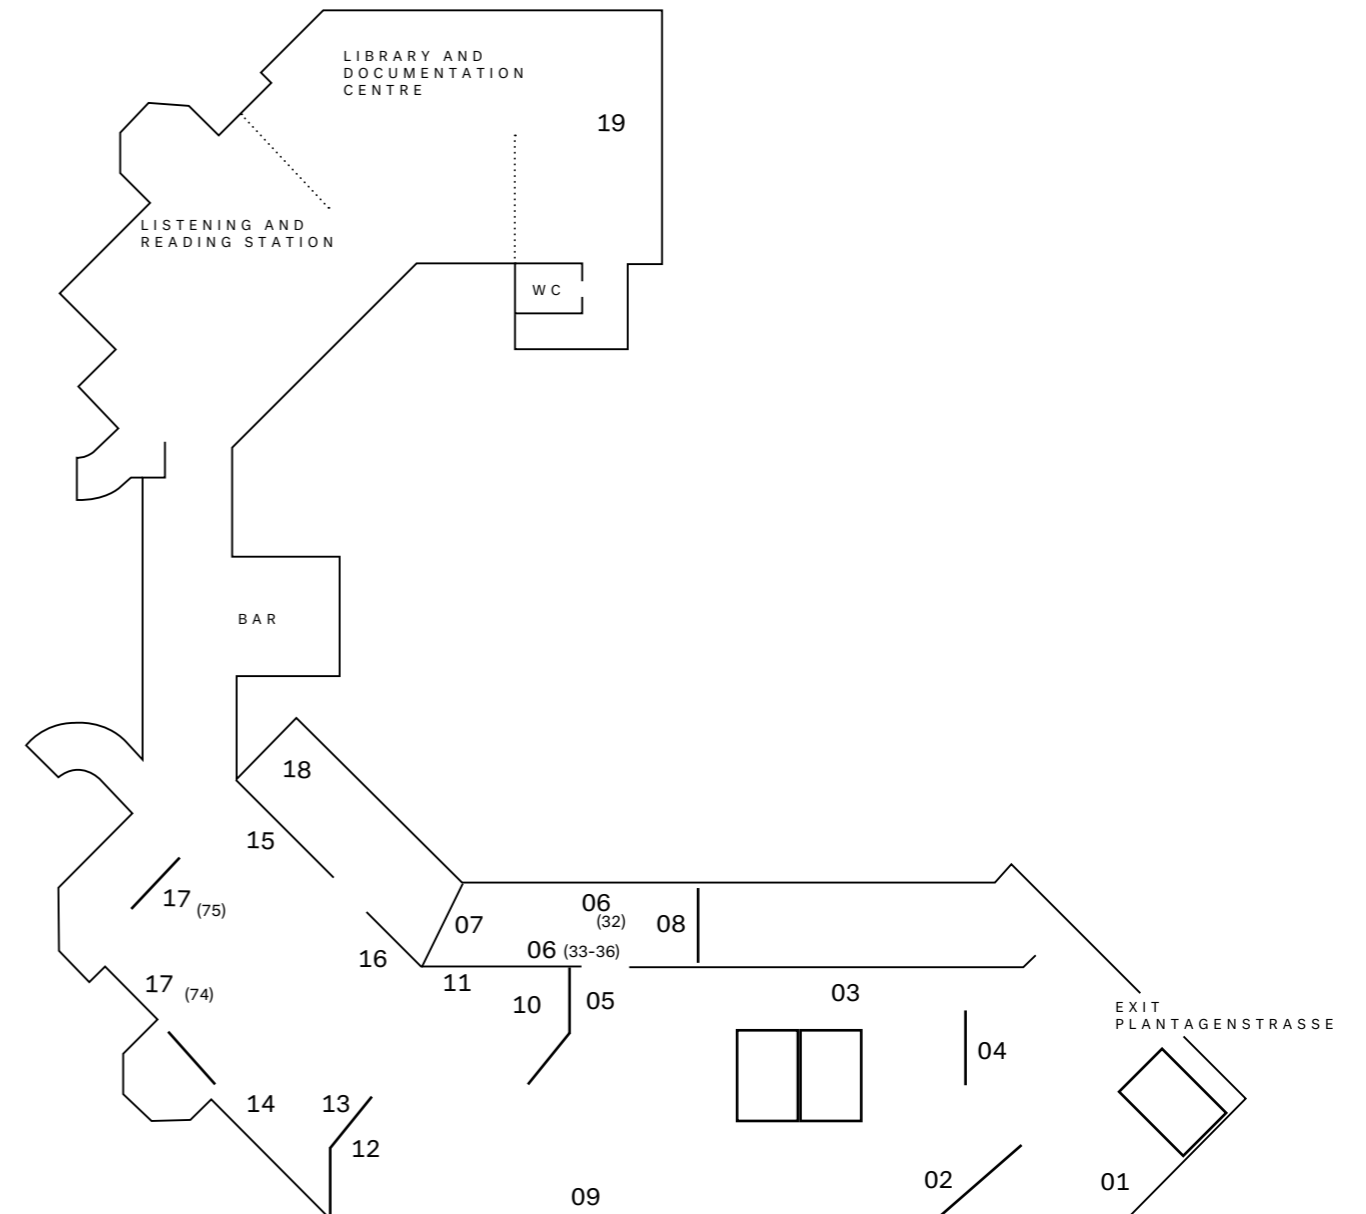 LIBRARY AND
DOCUMENTATION
CENTRE
19
LISTENING AND
READING STATION
WC
BAR
18
15
17 (75)
06
(32)
07
08
06 (33-36)
16
17 (74)
11
10
05
03
EXIT
PLANTAGENSTRASSE
04
14
13
12
02
01
09